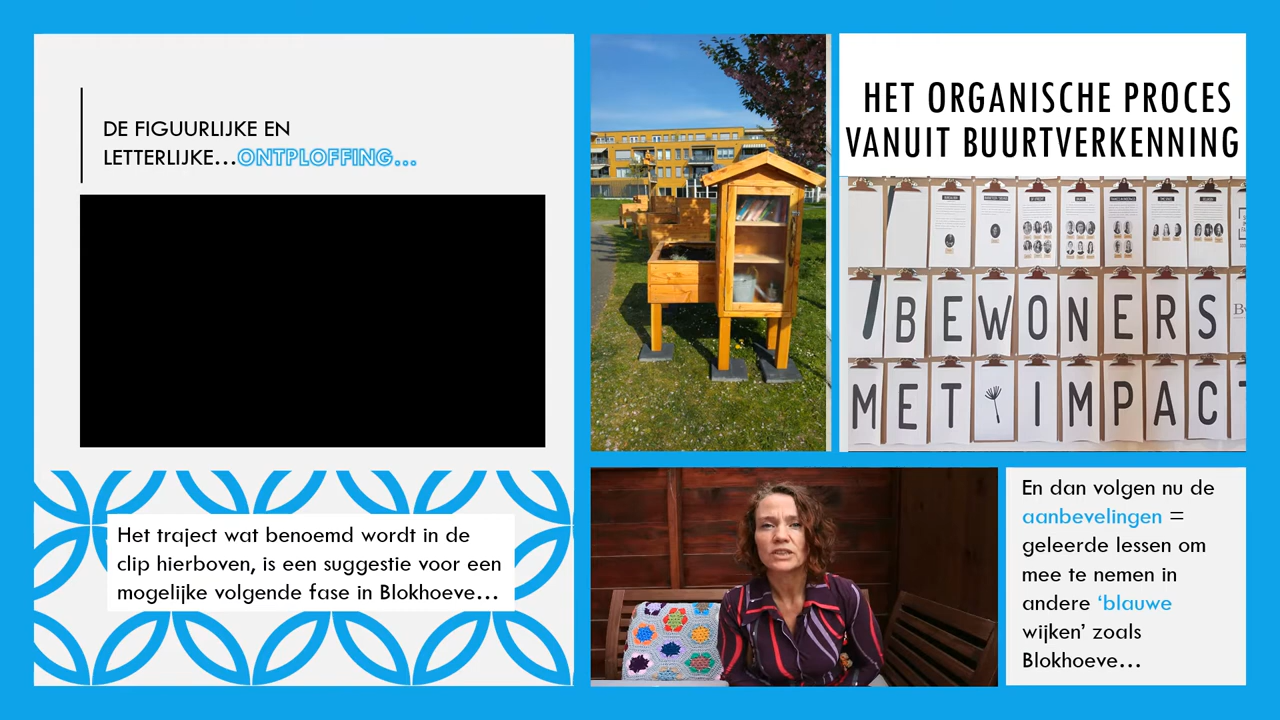 DE FIGUURLIJKE EN
LETTERLIJKE...ONTPLOFFING...
Het traject wat benoemd wordt in de
clip hierboven, is een suggestie voor een
mogelijke volgende fase in Blokhoeve...
HET ORGANISCHE PROCES
VANUIT BUURTVERKENNING
BEWONERS
MET IMPACT
En dan volgen nu de
aanbevelingen =
geleerde lessen om
mee te nemen in
andere ‘blauwe
wijken’ zoals
Blokhoeve...